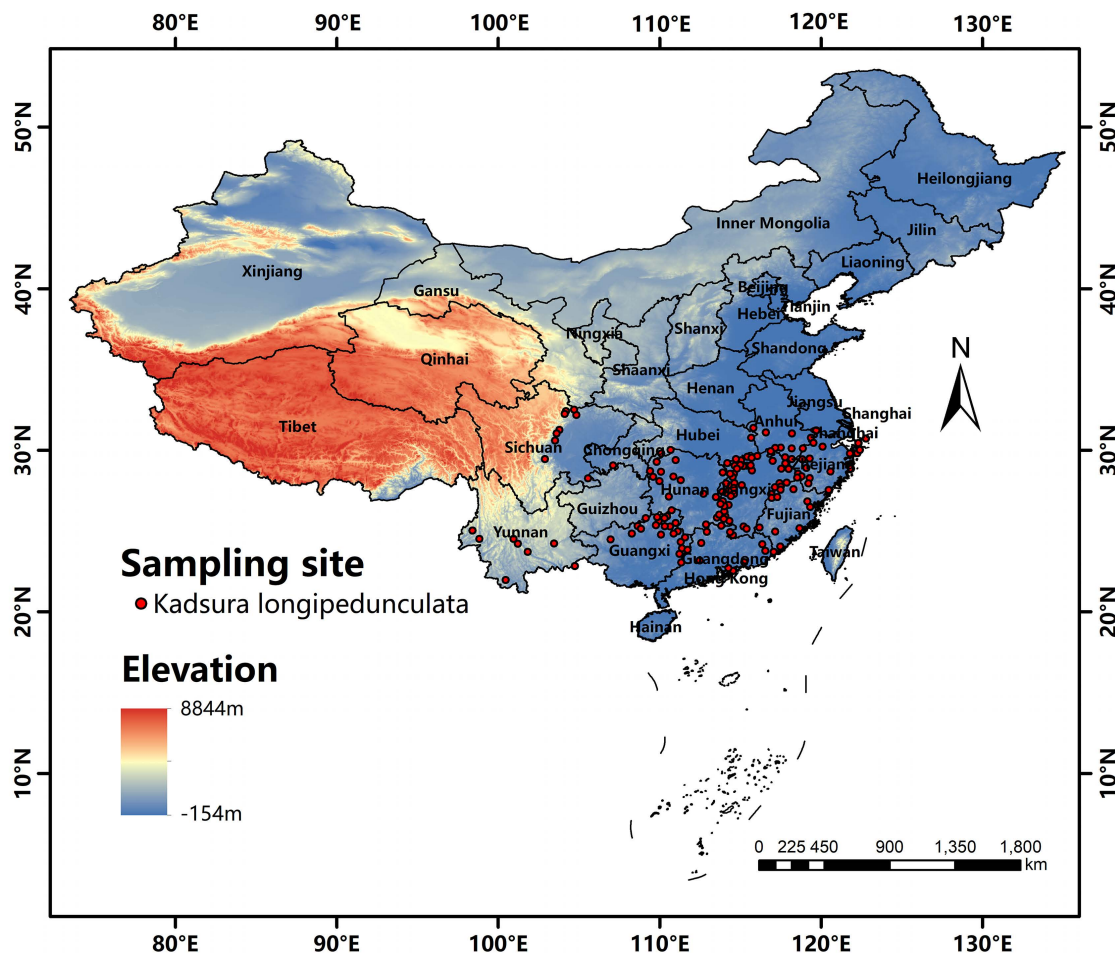 80°E 90°E 100°E 110°E 120°E 130°E
50°N 50°N
Heilongjiang
Inner Mongolia
Jilin
Liaoning
Xinjiang
40°N 40°N
Gansu
Beijing
Tianjin
Hebei
Ningxia
Shanxi
Shandong
Qinhai
Shaanxi
Henan
N
Jiangsu
Shanghai
Tibet
Anhui
Shanghai
Hubei
30°N 30°N
Sichuan
Chongqing
Zhejiang
Hunan
Jiangxi
Guizhou
Fujian
Yunnan
Guangxi
Guangdong
Taiwan
Hong Kong
Sampling site
Kadsura longipedunculata
20°N 20°N
Hainan
Elevation
8844m
-154m
10°N 10°N
0 225 450 900 1,350 1,800
km
80°E 90°E 100°E 110°E 120°E 130°E